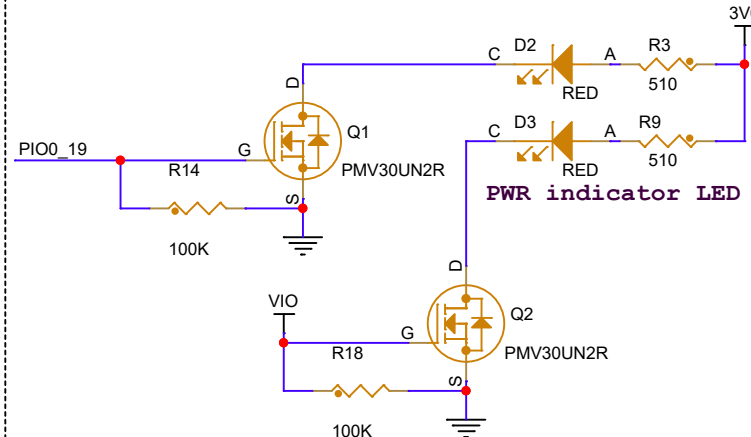 3V
D2
R3
C
A
RED
510
D
Q1
D3
R9
C
A
RED
510
PIO0_19
G
R14
PMV30UN2R
PWR indicator LED
S
100K
D
VIO
Q2
G
R18
PMV30UN2R
S
100K